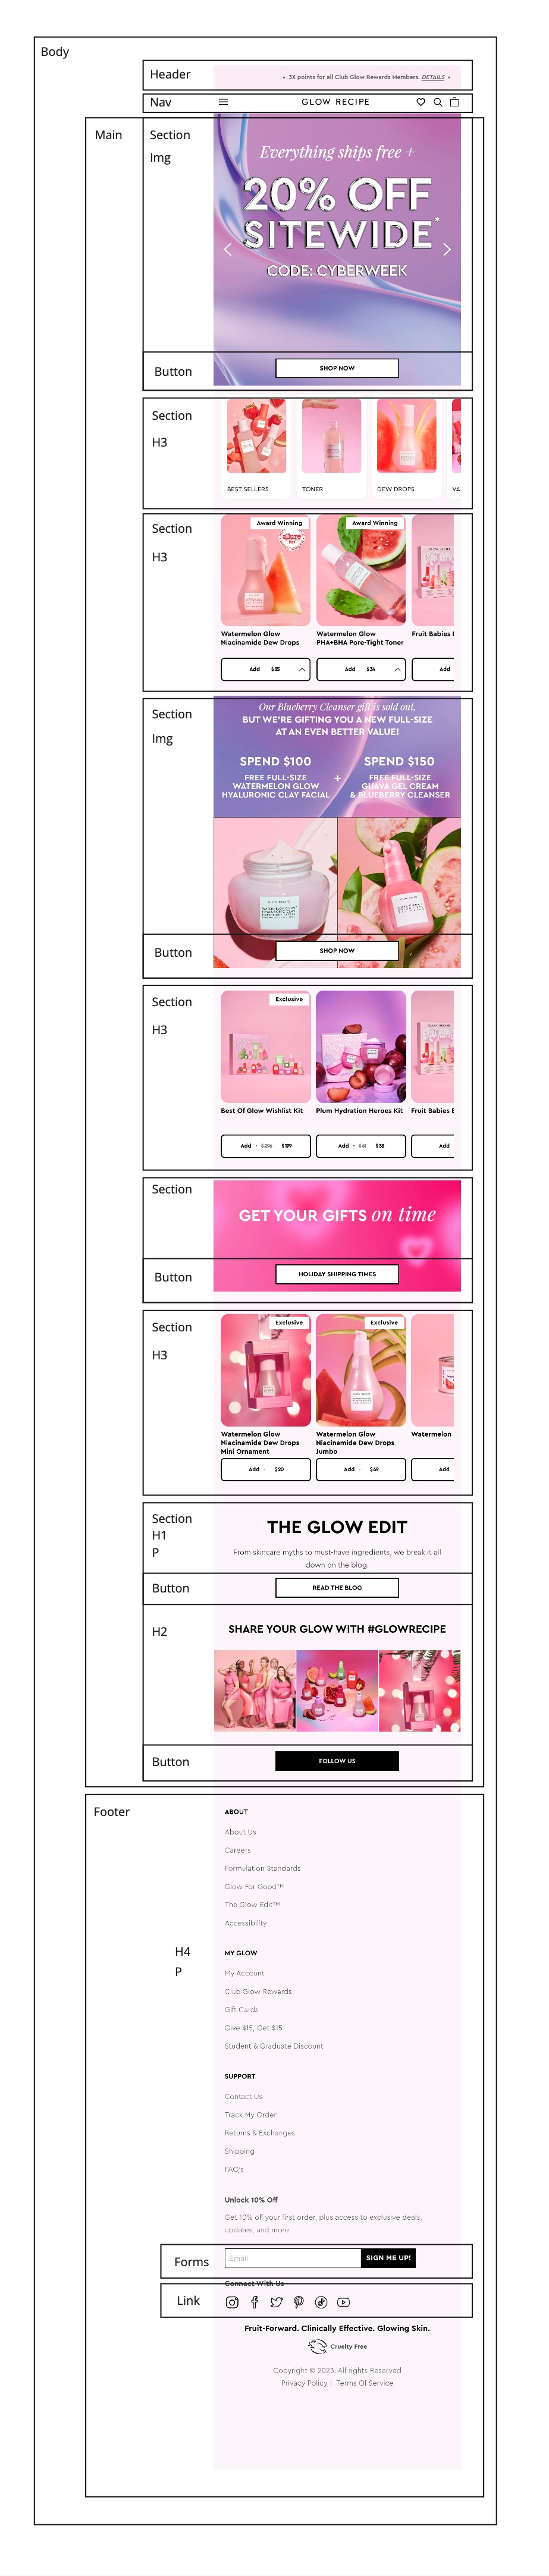 Body
Header
• 3X points for all Club Glow Rewards Members. DETAILS •
Nav
GLOW RECIPE
Main
Section
Img
Everything ships free +
20% OFF
SITEWIDE*
CODE: CYBERWEEK
Button
SHOP NOW
Section
H3
BEST SELLERS
TONER
DEW DROPS
VA
Section
H3
Award Winning
Award Winning
allure
Watermelon Glow
Niacinamide Dew Drops
Watermelon Glow
PHA+BHA Pore-Tight Toner
Fruit Babies
Add $35
Add $34
Add
Section
Img
Our Blueberry Cleanser gift is sold out,
BUT WE'RE GIFTING YOU A NEW FULL-SIZE
AT AN EVEN BETTER VALUE!
SPEND $100
FREE FULL-SIZE
WATERMELON GLOW
HYALURONIC CLAY FACIAL
+
SPEND $150
FREE FULL-SIZE
GUAVA GEL CREAM
& BLUEBERRY CLEANSER
Button
SHOP NOW
Section
H3
Exclusive
Best Of Glow Wishlist Kit
Plum Hydration Heroes Kit
Fruit Babies
Add • $199
Add • $38
Add
Section
GET YOUR GIFTS on time
Button
HOLIDAY SHIPPING TIMES
Section
H3
Exclusive
Exclusive
Watermelon Glow
Niacinamide Dew Drops
Mini Ornament
Watermelon Glow
Niacinamide Dew Drops
Jumbo
Watermelon
Add • $20
Add • $49
Add
Section
H1
P
THE GLOW EDIT
From skincare myths to must-have ingredients, we break it all
down on the blog.
Button
READ THE BLOG
H2
SHARE YOUR GLOW WITH #GLOWRECIPE
Button
FOLLOW US
Footer
ABOUT
About Us
Careers
Formulation Standards
Glow For Good™
The Glow Edit™
Accessibility
H4
P
MY GLOW
My Account
Club Glow Rewards
Gift Cards
Give $15, Get $15
Student & Graduate Discount
SUPPORT
Contact Us
Track My Order
Returns & Exchanges
Shipping
FAQ's
Unlock 10% Off
Get 10% off your first order, plus access to exclusive deals,
updates, and more.
Forms
Email
SIGN ME UP!
Connect With Us
Link
Fruit-Forward. Clinically Effective. Glowing Skin.
Cruelty Free
Copyright © 2023. All rights Reserved
Privacy Policy | Terms Of Service